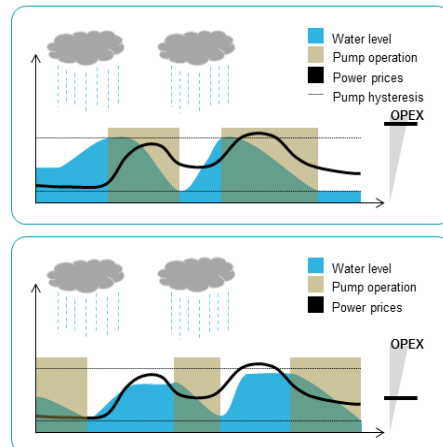 Water level
Pump operation
Power prices
Pump hysteresis
OPEX
Water level
Pump operation
Power prices
OPEX